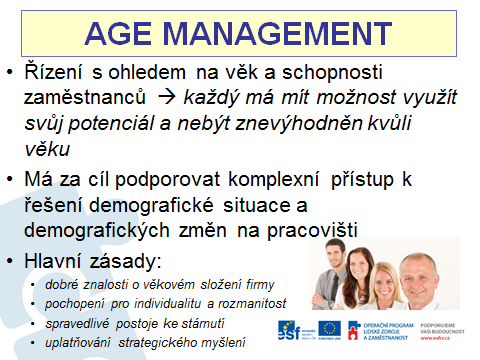 AGE MANAGEMENT
• Řízení s ohledem na věk a schopnosti
zaměstnanců → každý má mít možnost využít
svůj potenciál a nebýt znevýhodněn kvůli
věku
• Má za cíl podporovat komplexní přístup k
řešení demografické situace a
demografických změn na pracovišti
• Hlavní zásady:
• dobré znalosti o věkovém složení firmy
• pochopení pro individualitu a rozmanitost
• spravedlivé postoje ke stárnutí
• uplatňování strategického myšlení
esf
OPERAČNÍ PROGRAM
LIDSKÉ ZDROJE
A ZAMĚSTNANOST
PODPORUJEME
VAŠI BUDOUCNOST
www.esfcr.cz